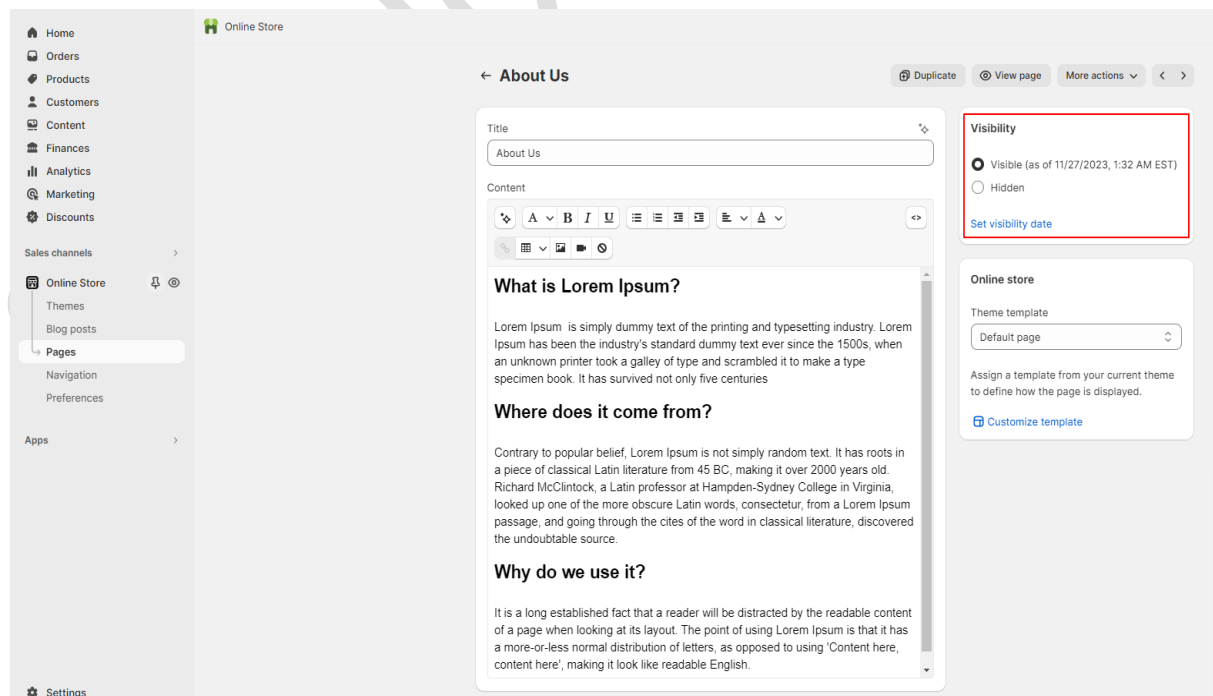 Home
Orders
Products
Customers
Content
Finances
Analytics
Marketing
Discounts
Sales channels
Online Store
Themes
Blog posts
Pages
Navigation
Preferences
Apps
Settings
Online Store
About Us
Duplicate
View page
More actions
Title
About Us
Content
A B I U A
What is Lorem Ipsum?
Lorem Ipsum is simply dummy text of the printing and typesetting industry. Lorem
Ipsum has been the industry's standard dummy text ever since the 1500s, when
an unknown printer took a galley of type and scrambled it to make a type
specimen book. It has survived not only five centuries
Where does it come from?
Contrary to popular belief, Lorem Ipsum is not simply random text. It has roots in
a piece of classical Latin literature from 45 BC, making it over 2000 years old.
Richard McClintock, a Latin professor at Hampden-Sydney College in Virginia,
looked up one of the more obscure Latin words, consectetur, from a Lorem Ipsum
passage, and going through the cites of the word in classical literature, discovered
the undoubtable source.
Why do we use it?
It is a long established fact that a reader will be distracted by the readable content
of a page when looking at its layout. The point of using Lorem Ipsum is that it has
a more-or-less normal distribution of letters, as opposed to using 'Content here,
content here', making it look like readable English.
Visibility
Visible (as of 11/27/2023, 1:32 AM EST)
Hidden
Set visibility date
Online store
Theme template
Default page
Assign a template from your current theme
to define how the page is displayed.
Customize template